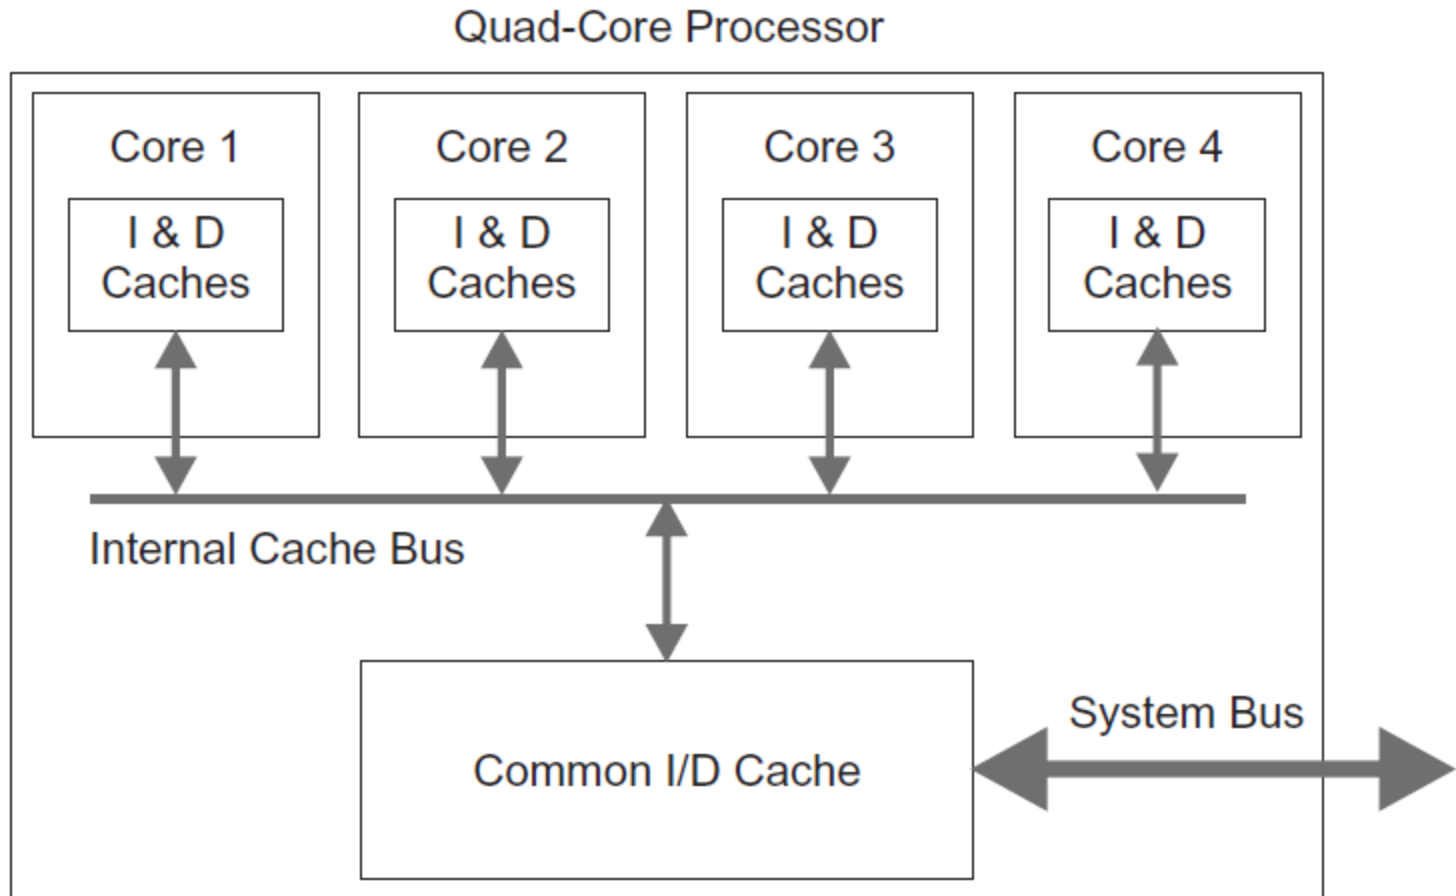 Quad-Core Processor
Core 1
I & D
Caches
Core 2
I & D
Caches
Core 3
I & D
Caches
Core 4
I & D
Caches
Internal Cache Bus
System Bus
Common I/D Cache